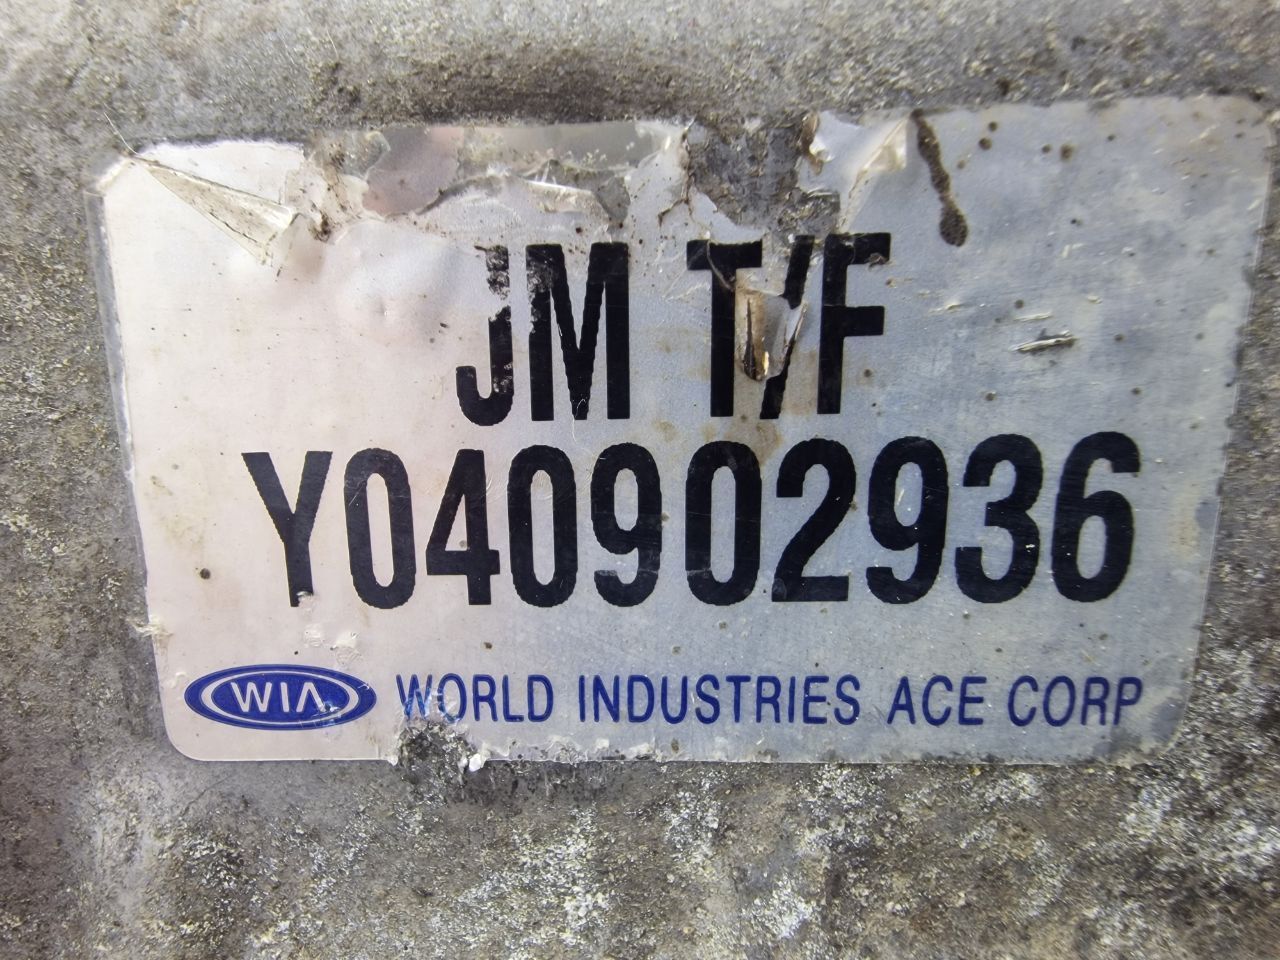 JM T/F
Y040902936
WIA WORLD INDUSTRIES ACE CORP